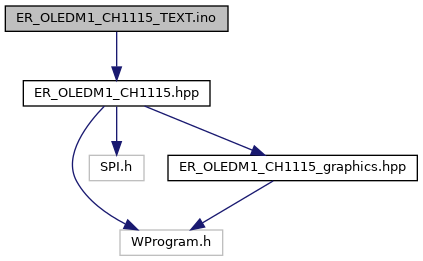 ER_OLEDM1_CH1115_TEXT.ino
ER_OLEDM1_CH1115.hpp
SPI.h
ER_OLEDM1_CH1115_graphics.hpp
WProgram.h